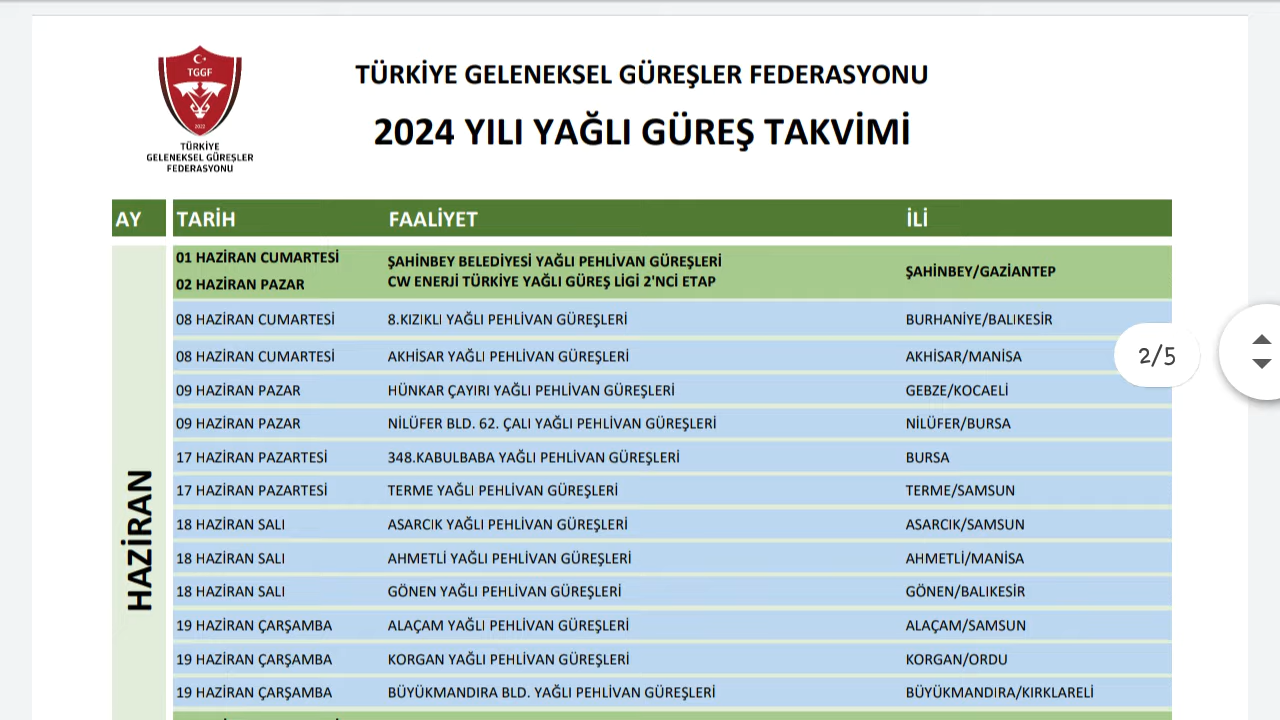 TGGF
2022
TÜRKİYE
GELENEKSEL GÜREŞLER
FEDERASYONU
TÜRKİYE GELENEKSEL GÜREŞLER FEDERASYONU
2024 YILI YAĞLI GÜREŞ TAKVİMİ
AY TARİH FAALİYET İLİ
HAZİRAN
01 HAZİRAN CUMARTESİ
02 HAZİRAN PAZAR
ŞAHİNBEY BELEDİYESİ YAĞLI PEHLİVAN GÜREŞLERİ
CW ENERJİ TÜRKİYE YAĞLI GÜREŞ LİGİ 2'NCİ ETAP
ŞAHİNBEY/GAZİANTEP
08 HAZİRAN CUMARTESİ 8.KIZIKLI YAĞLI PEHLİVAN GÜREŞLERİ BURHANİYE/BALIKESİR
08 HAZİRAN CUMARTESİ AKHİSAR YAĞLI PEHLİVAN GÜREŞLERİ AKHİSAR/MANİSA
2/5
09 HAZİRAN PAZAR HÜNKAR ÇAYIRI YAĞLI PEHLİVAN GÜREŞLERİ GEBZE/KOCAELİ
09 HAZİRAN PAZAR NİLÜFER BLD. 62. ÇALI YAĞLI PEHLİVAN GÜREŞLERİ NİLÜFER/BURSA
17 HAZİRAN PAZARTESİ 348.KABULBABA YAĞLI PEHLİVAN GÜREŞLERİ BURSA
17 HAZİRAN PAZARTESİ TERME YAĞLI PEHLİVAN GÜREŞLERİ TERME/SAMSUN
18 HAZİRAN SALI ASARCIK YAĞLI PEHLİVAN GÜREŞLERİ ASARCIK/SAMSUN
18 HAZİRAN SALI AHMETLİ YAĞLI PEHLİVAN GÜREŞLERİ AHMETLİ/MANİSA
18 HAZİRAN SALI GÖNEN YAĞLI PEHLİVAN GÜREŞLERİ GÖNEN/BALIKESİR
19 HAZİRAN ÇARŞAMBA ALAÇAM YAĞLI PEHLİVAN GÜREŞLERİ ALAÇAM/SAMSUN
19 HAZİRAN ÇARŞAMBA KORGAN YAĞLI PEHLİVAN GÜREŞLERİ KORGAN/ORDU
19 HAZİRAN ÇARŞAMBA BÜYÜKMANDIRA BLD. YAĞLI PEHLİVAN GÜREŞLERİ BÜYÜKMANDIRA/KIRKLARELİ